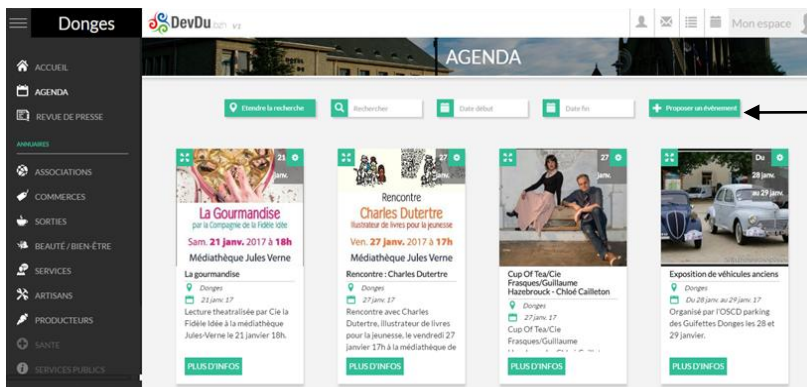 Donges
DevDu
Mon espace
ACCUEIL
AGENDA
REVUE DE PRESSE
ANNUAIRES
ASSOCIATIONS
COMMERCES
SORTIES
BEAUTÉ / BIEN-ÊTRE
SERVICES
ARTISANS
PRODUCTEURS
SANTE
SERVICES PUBLICS
AGENDA
Etendre la recherche
Rechercher
Date début
Date fin
Proposer un évènement
21
janv.
La Gourmandise
par la Compagnie de la Fidèle Idée
Sam. 21 janv. 2017 à 18h
Médiathèque Jules Verne
La gourmandise
Donges
21 janv. 17
Lecture theatralisée par Cie la
Fidèle Idée à la médiathèque
Jules-Verne le 21 janvier 18h.
PLUS D'INFOS
27
janv.
Rencontre
Charles Dutertre
Illustrateur de livres pour la jeunesse
Ven. 27 janv. 2017 à 17h
Médiathèque Jules Verne
Rencontre : Charles Dutertre
Donges
27 janv. 17
Rencontre avec Charles
Dutertre, illustrateur de livres
pour la jeunesse, le vendredi 27
janvier 17h à la médiathèque de
PLUS D'INFOS
27
janv.
Cup Of Tea/Cie
Frasques/Guillaume
Hazebrouck - Chloé Cailleton
Donges
27 janv. 17
Cup Of Tea/Cie
Frasques/Guillaume
PLUS D'INFOS
Du
28 janv.
au 29 janv.
Exposition de véhicules anciens
Donges
Du 28 janv. au 29 janv. 17
Organisé par l'OSCD parking
des Guifettes Donges les 28 et
29 janvier.
PLUS D'INFOS